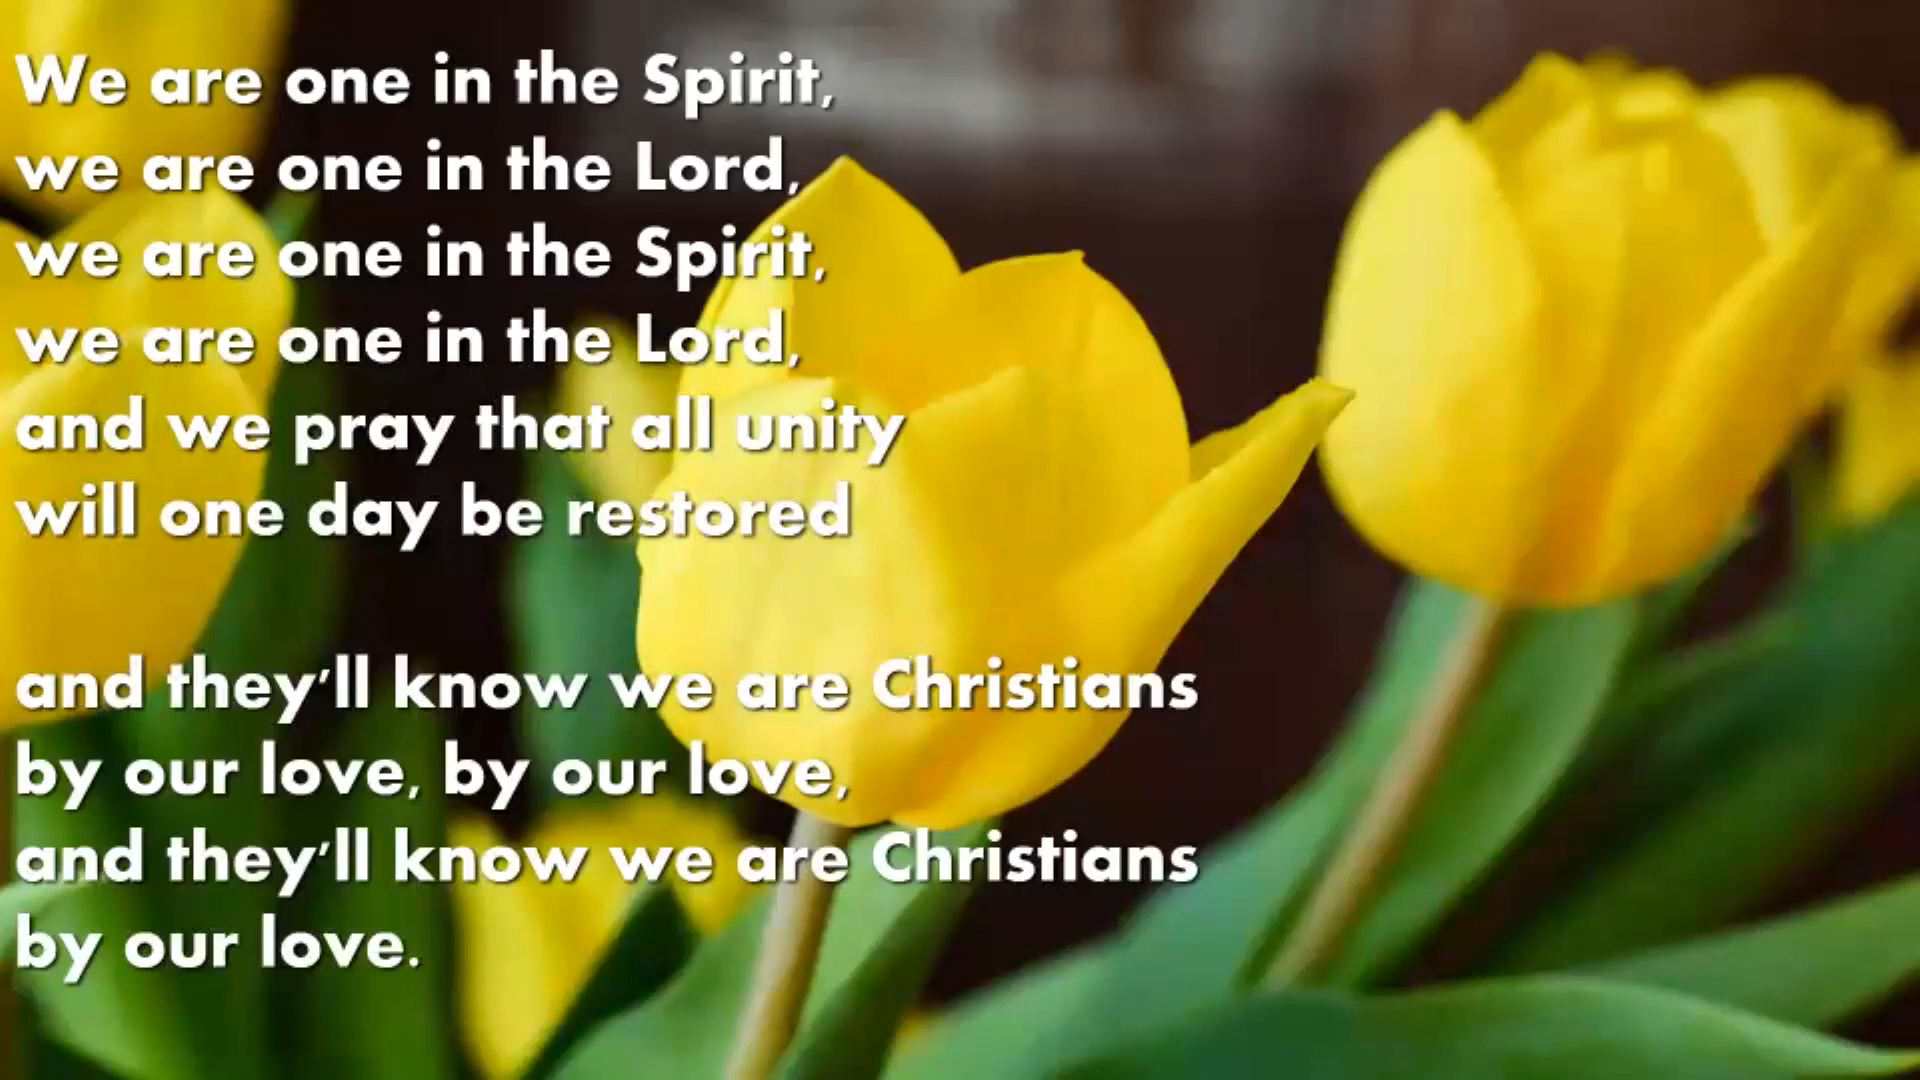 We are one in the Spirit,
we are one in the Lord,
we are one in the Spirit,
we are one in the Lord,
and we pray that all unity
will one day be restored
and they'll know we are Christians
by our love, by our love,
and they'll know we are Christians
by our love.